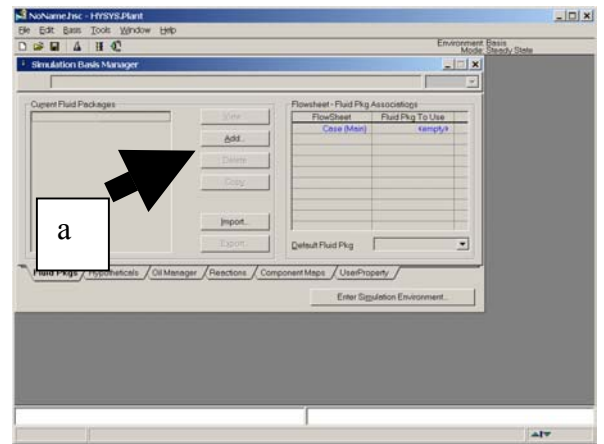 NoName.hsc - HYSYS.Plant
File Edit Basis Tools Window Help
Environment: Basis
Mode: Steady State
Simulation Basis Manager
Current Fluid Packages
View...
Add...
Delete
Copy
Import...
Export...
Flowsheet - Fluid Pkg Associations
FlowSheet Fluid Pkg To Use
Case (Main) <empty>
Default Fluid Pkg
a
Fluid Pkgs Hypotheticals Oil Manager Reactions Component Maps UserProperty
Enter Simulation Environment...